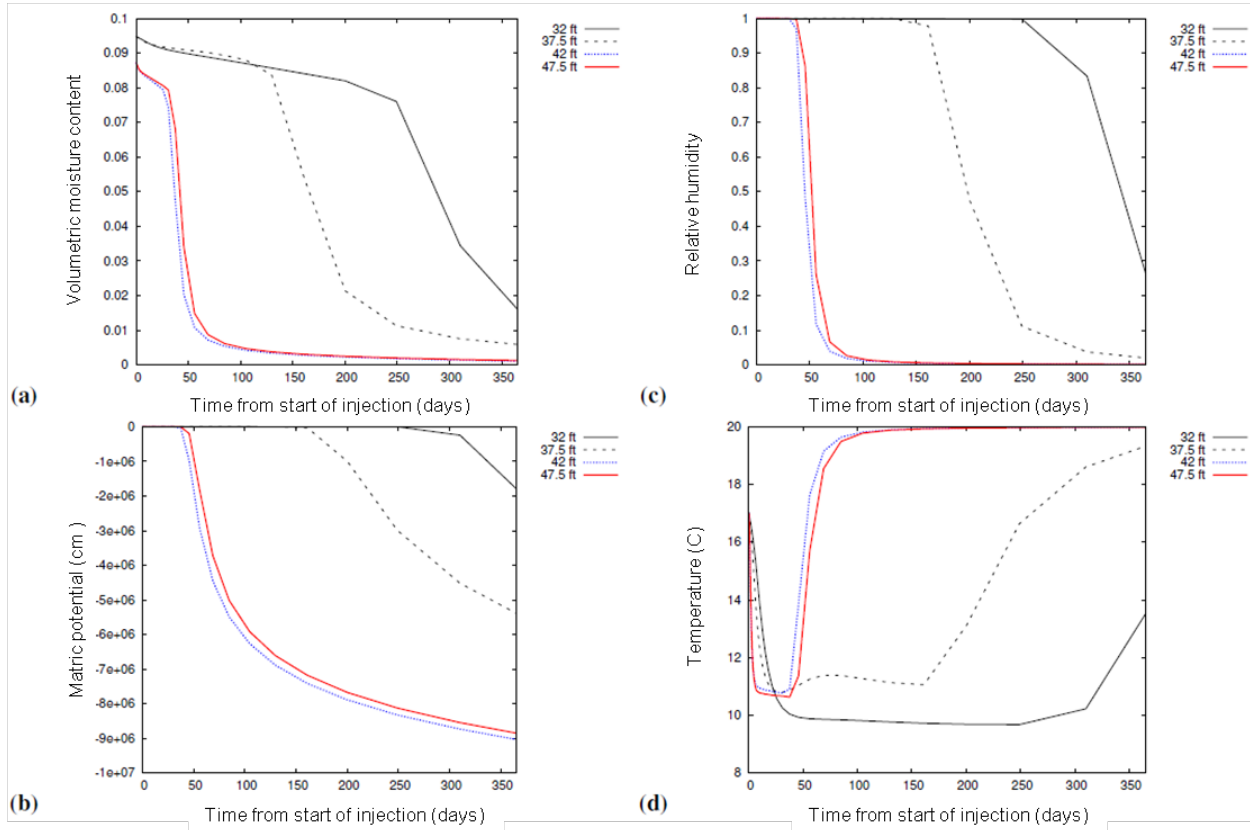 32 ft
37.5 ft
42 ft
47.5 ft
0.1
0.09
0.08
0.07
0.06
0.05
0.04
0.03
0.02
0.01
0
Volumetric moisture content
0 50 100 150 200 250 300 350
(a)
Time from start of injection (days)
32 ft
37.5 ft
42 ft
47.5 ft
1
0.9
0.8
0.7
0.6
0.5
0.4
0.3
0.2
0.1
0
Relative humidity
0 50 100 150 200 250 300 350
(c)
Time from start of injection (days)
32 ft
37.5 ft
42 ft
47.5 ft
0
-1e+06
-2e+06
-3e+06
-4e+06
-5e+06
-6e+06
-7e+06
-8e+06
-9e+06
-1e+07
Matric potential (cm )
0 50 100 150 200 250 300 350
(b)
Time from start of injection (days)
32 ft
37.5 ft
42 ft
47.5 ft
20
18
16
14
12
10
8
Temperature (C)
0 50 100 150 200 250 300 350
(d)
Time from start of injection (days)